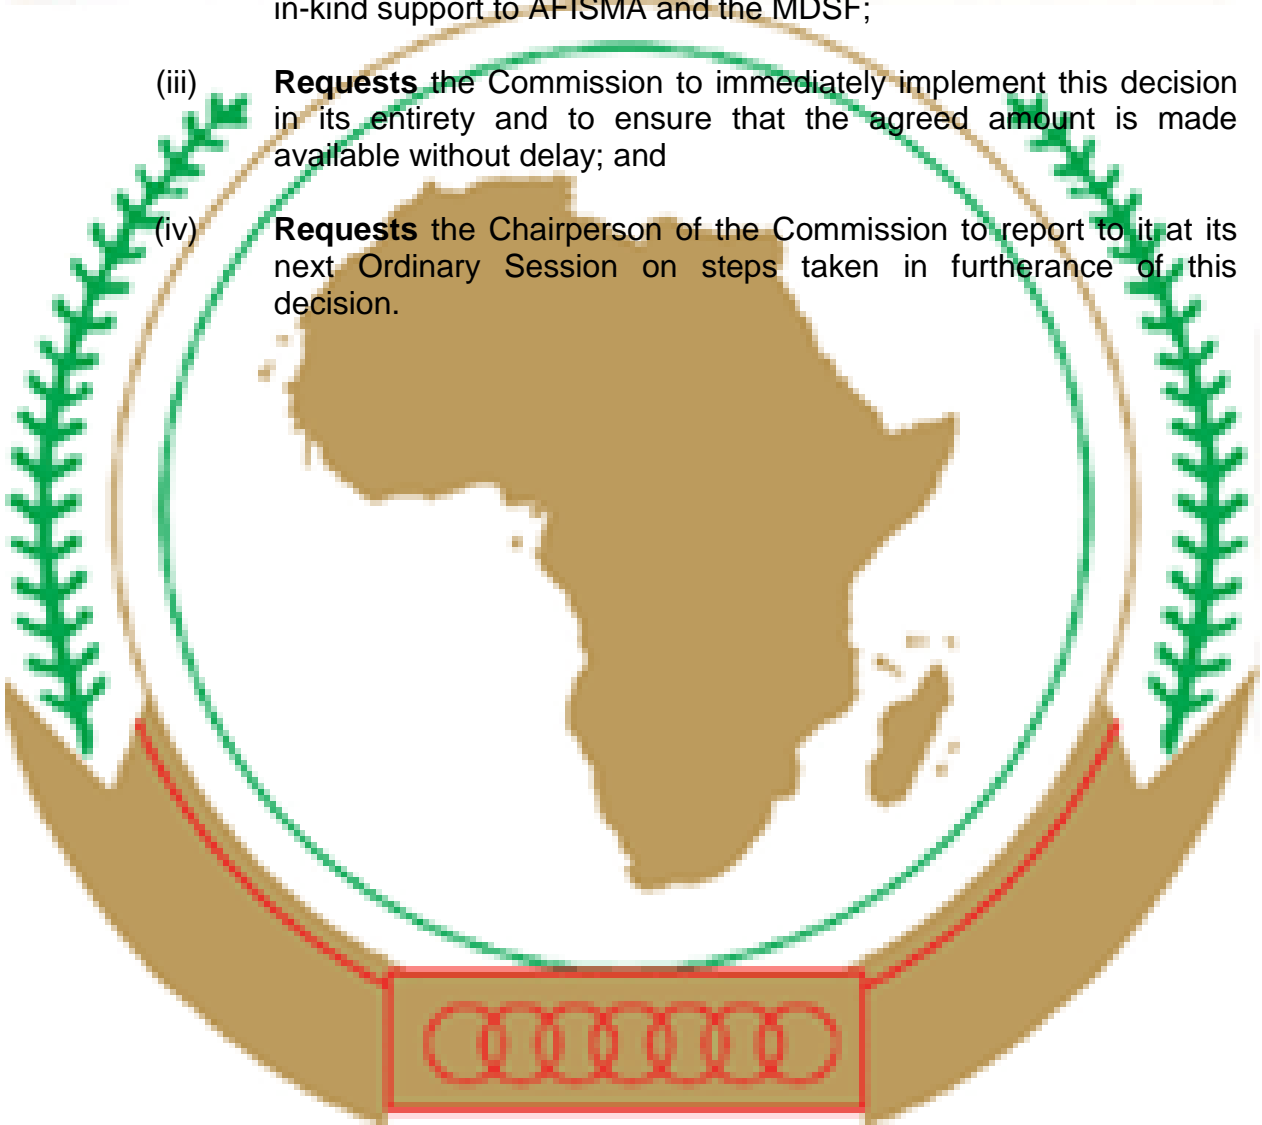 in-kind support to AFISMA and the MDSF;
(iii) Requests the Commission to immediately implement this decision
in its entirety and to ensure that the agreed amount is made
available without delay; and
(iv) Requests the Chairperson of the Commission to report to it at its
next Ordinary Session on steps taken in furtherance of this
decision.